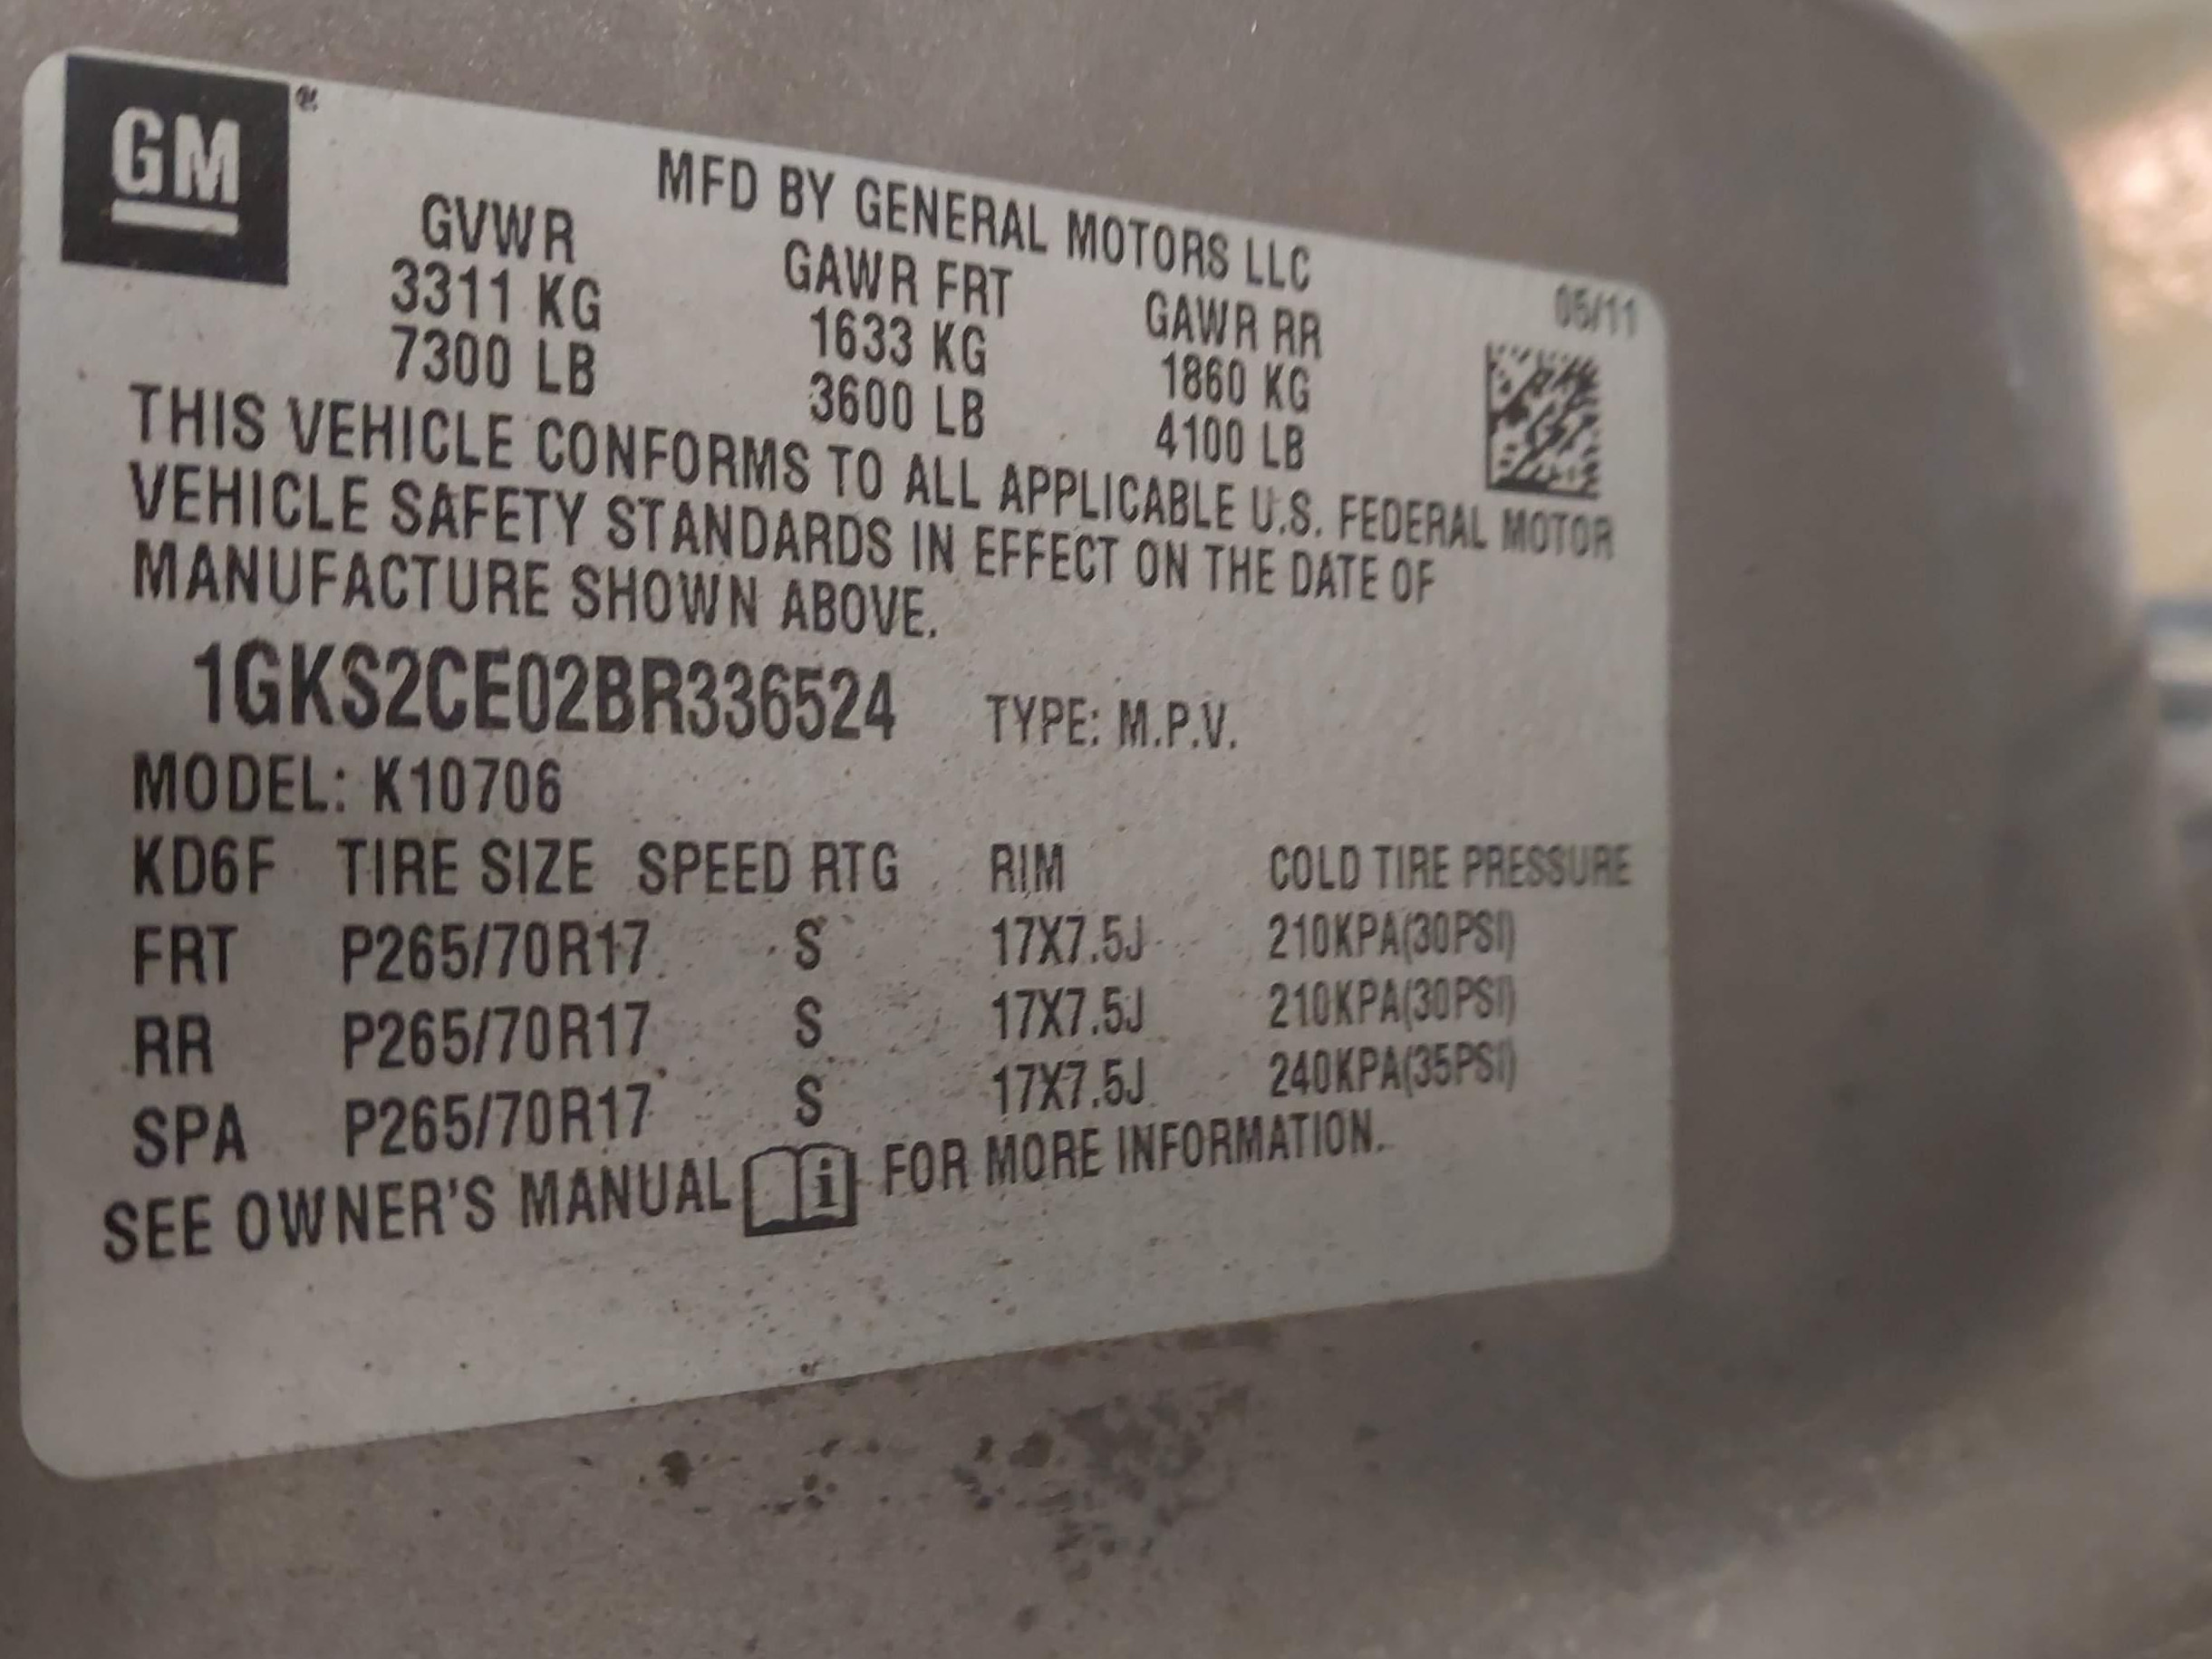 GM
MFD BY GENERAL MOTORS LLC
GVWR GAWR FRT GAWR RR 05/11
3311 KG 1633 KG 1860 KG
7300 LB 3600 LB 4100 LB
THIS VEHICLE CONFORMS TO ALL APPLICABLE U.S. FEDERAL MOTOR
VEHICLE SAFETY STANDARDS IN EFFECT ON THE DATE OF
MANUFACTURE SHOWN ABOVE.
1GKS2CE02BR336524 TYPE: M.P.V.
MODEL: K10706
KD6F TIRE SIZE SPEED RTG RIM COLD TIRE PRESSURE
FRT P265/70R17 S 17X7.5J 210KPA(30PSI)
RR P265/70R17 S 17X7.5J 210KPA(30PSI)
SPA P265/70R17 S 17X7.5J 240KPA(35PSI)
SEE OWNER'S MANUAL i FOR MORE INFORMATION.